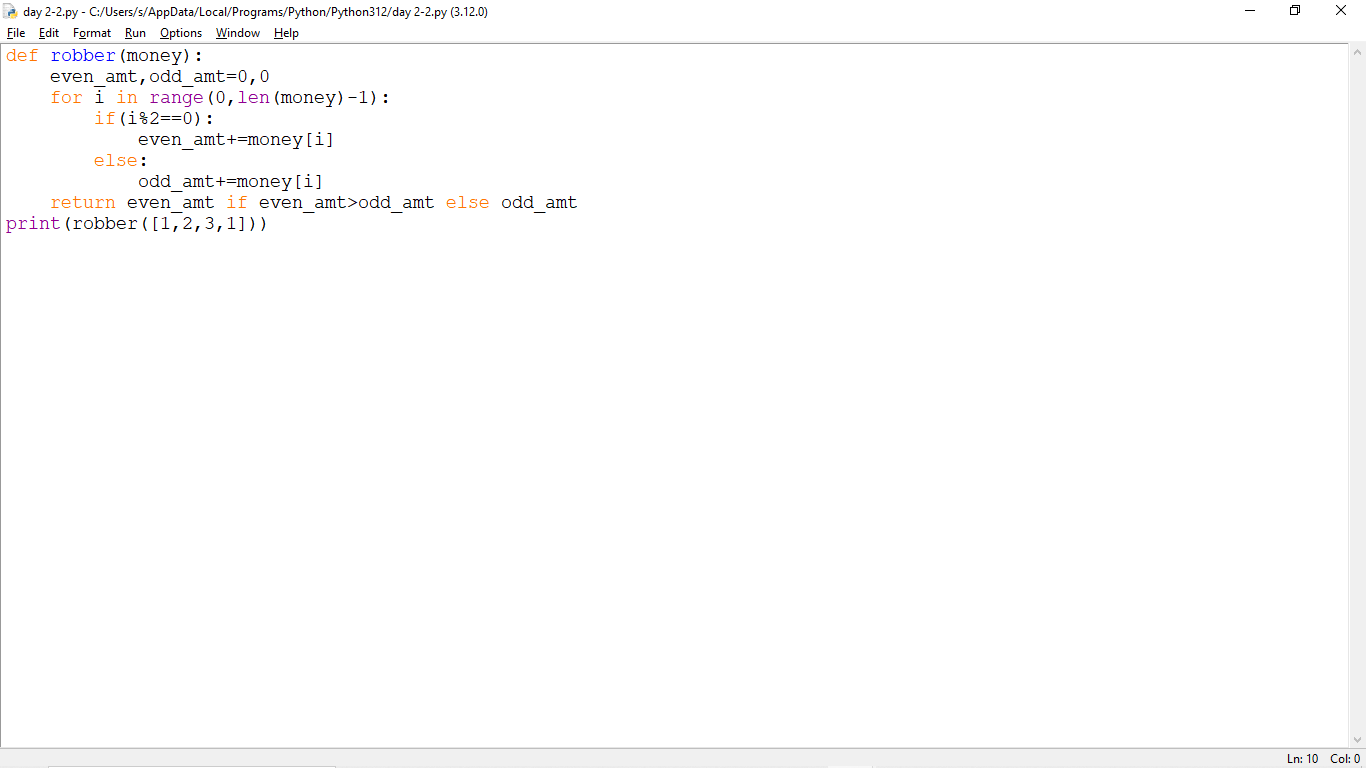 day 2-2.py - C:/Users/s/AppData/Local/Programs/Python/Python312/day 2-2.py (3.12.0)
File Edit Format Run Options Window Help
def robber(money):
    even_amt,odd_amt=0,0
    for i in range(0,len(money)-1):
        if(i%2==0):
            even_amt+=money[i]
        else:
            odd_amt+=money[i]
    return even_amt if even_amt>odd_amt else odd_amt
print(robber([1,2,3,1]))
Ln: 10 Col: 0